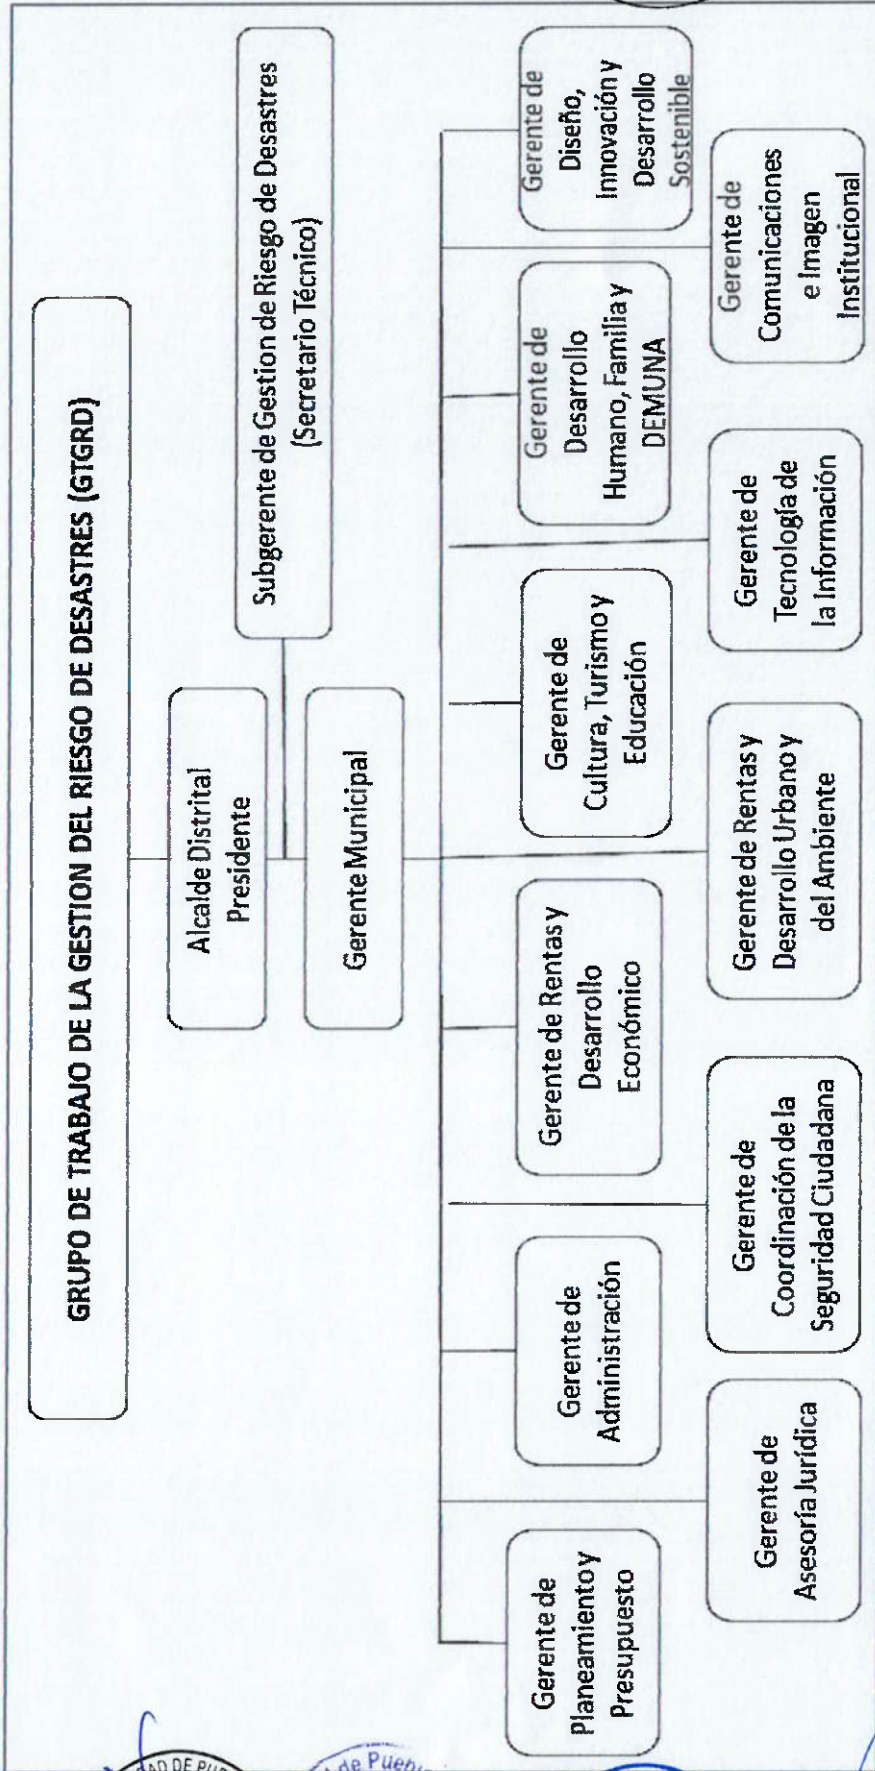 GRUPO DE TRABAJO DE LA GESTION DEL RIESGO DE DESASTRES (GTGRD)
Alcalde Distrital
Presidente
Subgerente de Gestion de Riesgo de Desastres
(Secretario Técnico)
Gerente Municipal
Gerente de
Planeamiento y
Presupuesto
Gerente de
Administración
Gerente de Rentas y
Desarrollo
Económico
Gerente de
Cultura, Turismo y
Educación
Gerente de
Desarrollo
Humano, Familia y
DEMUNA
Gerente de
Diseño,
Innovación y
Desarrollo
Sostenible
Gerente de
Asesoría Jurídica
Gerente de
Coordinación de la
Seguridad Ciudadana
Gerente de Rentas y
Desarrollo Urbano y
del Ambiente
Gerente de
Tecnología de
la Información
Gerente de
Comunicaciones
e Imagen
Institucional
DE
de